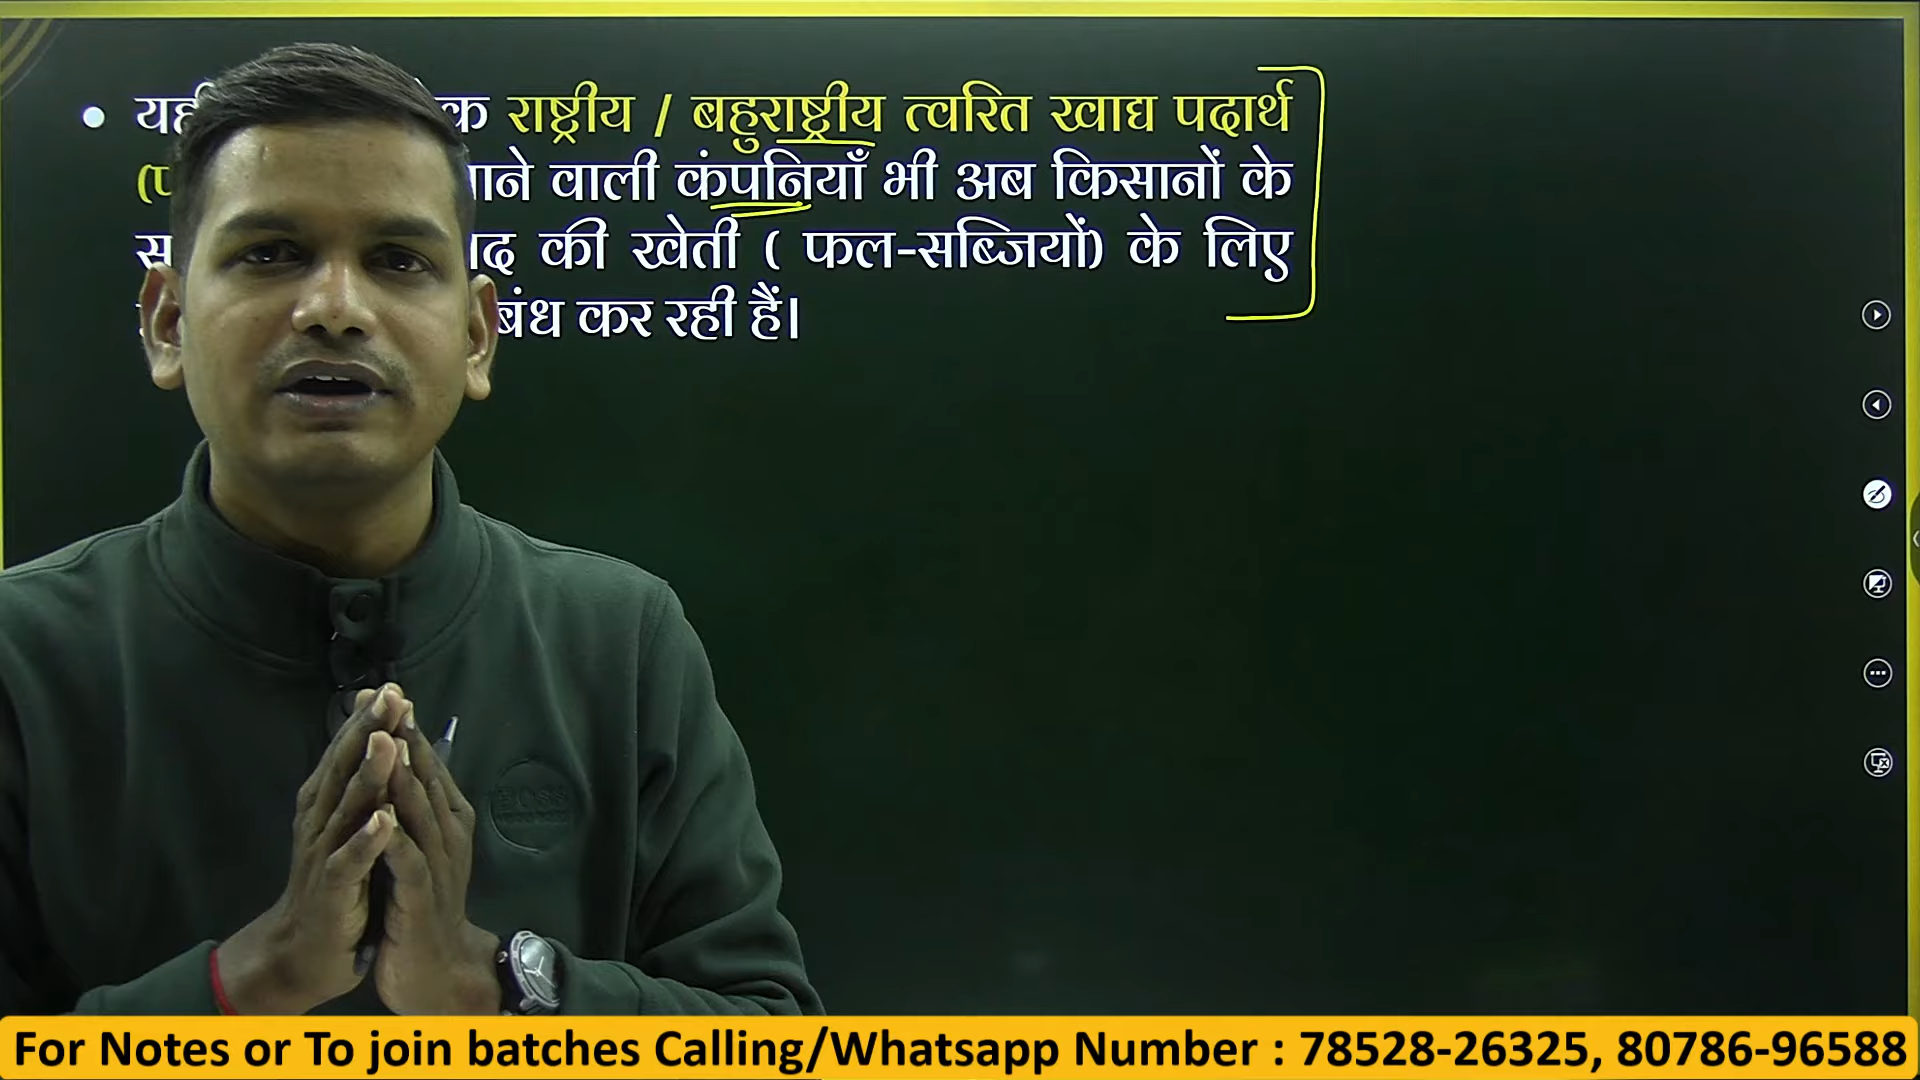 राष्ट्रीय / बहुराष्ट्रीय त्वरित खाद्य पदार्थ
वाली कंपनियाँ भी अब किसानों के
की खेती ( फल-सब्जियों) के लिए
कर रही हैं।
For Notes or To join batches Calling/Whatsapp Number : 78528-26325, 80786-96588